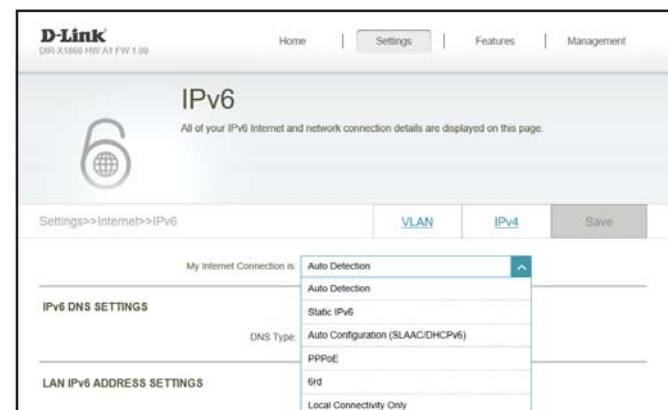 D-Link
DIR-X1860 HW:A1 FW:1.00
Home | Settings | Features | Management
IPv6
All of your IPv6 Internet and network connection details are displayed on this page.
Settings>>Internet>>IPv6
VLAN
IPv4
Save
My Internet Connection is: Auto Detection
Auto Detection
IPv6 DNS SETTINGS
Static IPv6
DNS Type: Auto Configuration (SLAAC/DHCPv6)
PPPoE
LAN IPv6 ADDRESS SETTINGS
6rd
Local Connectivity Only